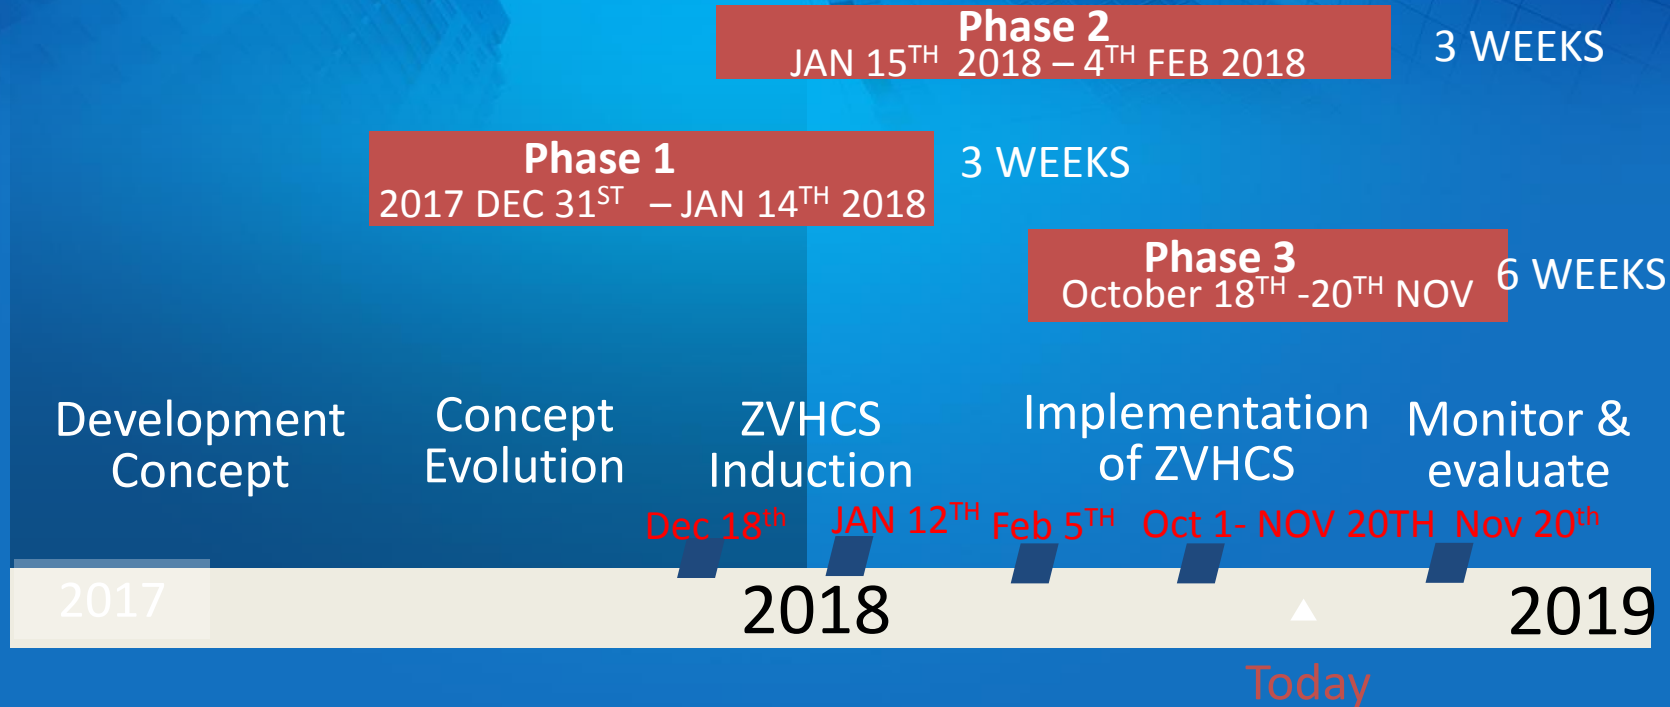 Phase 2
JAN 15TH 2018 – 4TH FEB 2018
3 WEEKS
Phase 1
2017 DEC 31ST – JAN 14TH 2018
3 WEEKS
Phase 3
October 18TH -20TH NOV
6 WEEKS
Development
Concept
Concept
Evolution
ZVHCS
Induction
Implementation
of ZVHCS
Monitor &
evaluate
Dec 18th
JAN 12TH
Feb 5TH
Oct 1- NOV 20TH
Nov 20th
2017
2018
2019
Today